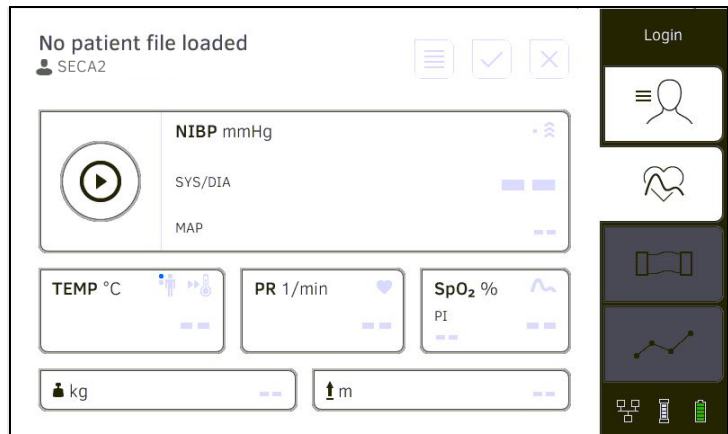 No patient file loaded
SECA2
Login
NIBP mmHg
SYS/DIA
MAP
TEMP °C
PR 1/min
SpO₂ %
PI
kg
m